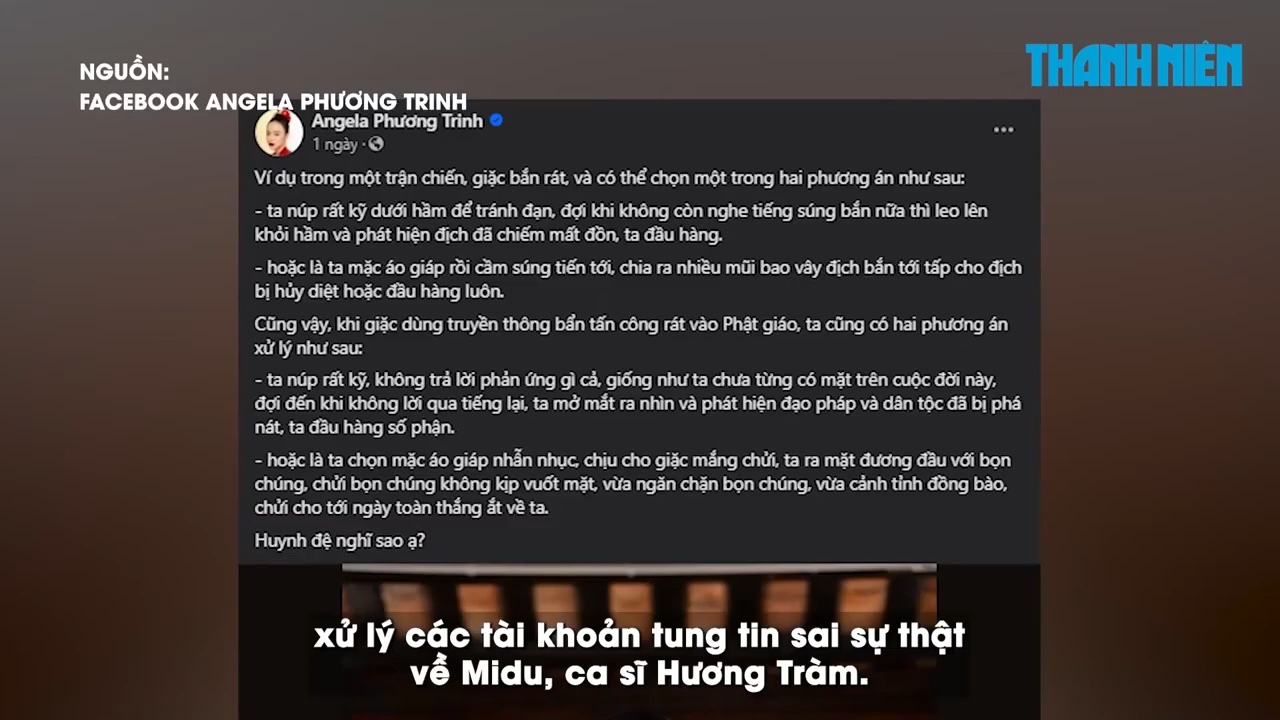 NGUỒN:
FACEBOOK ANGELA PHƯƠNG TRINH
THANH NIÊN
Angela Phương Trinh
1 ngày ·
Ví dụ trong một trận chiến, giặc bắn rát, và có thể chọn một trong hai phương án như sau:
- ta núp rất kỹ dưới hầm để tránh đạn, đợi khi không còn nghe tiếng súng bắn nữa thì leo lên
khỏi hầm và phát hiện địch đã chiếm mất đồn, ta đầu hàng.
- hoặc là ta mặc áo giáp rồi cầm súng tiến tới, chia ra nhiều mũi bao vây địch bắn tới tấp cho địch
bị hủy diệt hoặc đầu hàng luôn.
Cũng vậy, khi giặc dùng truyền thông bẩn tấn công rát vào Phật giáo, ta cũng có hai phương án
xử lý như sau:
- ta núp rất kỹ, không trả lời phản ứng gì cả, giống như ta chưa từng có mặt trên cuộc đời này,
đợi đến khi không lời qua tiếng lại, ta mở mắt ra nhìn và phát hiện đạo pháp và dân tộc đã bị phá
nát, ta đầu hàng số phận.
- hoặc là ta chọn mặc áo giáp nhẫn nhục, chịu cho giặc mắng chửi, ta ra mặt đương đầu với bọn
chúng, chửi bọn chúng không kịp vuốt mặt, vừa ngăn chặn bọn chúng, vừa cảnh tỉnh đồng bào,
chửi cho tới ngày toàn thắng ắt về ta.
Huynh đệ nghĩ sao ạ?
xử lý các tài khoản tung tin sai sự thật
về Midu, ca sĩ Hương Tràm.